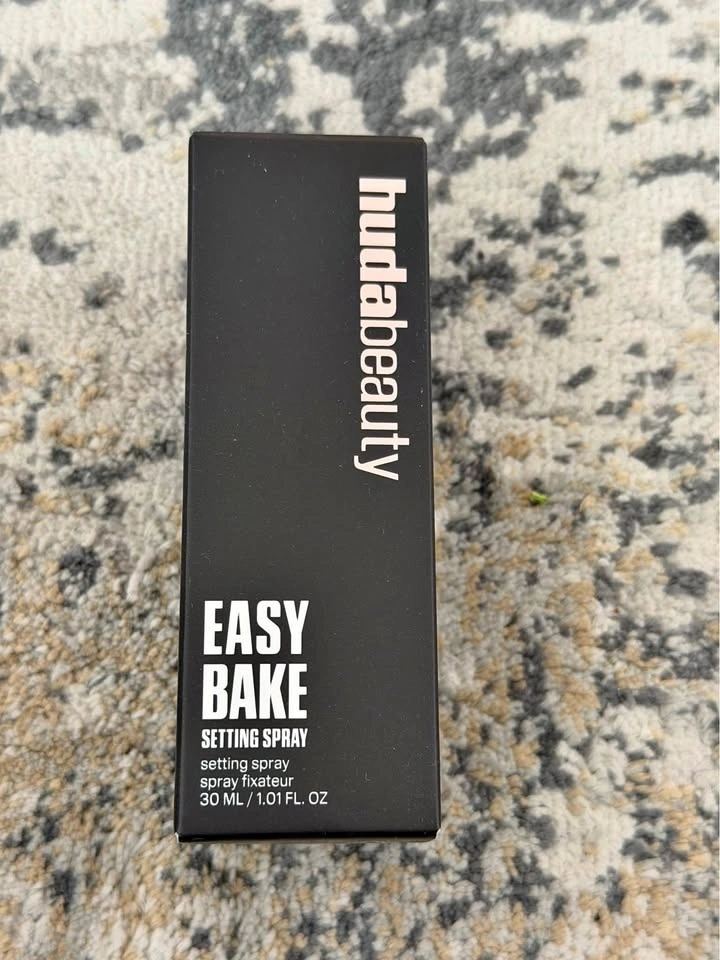 hudabeauty
EASY
BAKE
SETTING SPRAY
setting spray
spray fixateur
30 ML / 1.01 FL. OZ